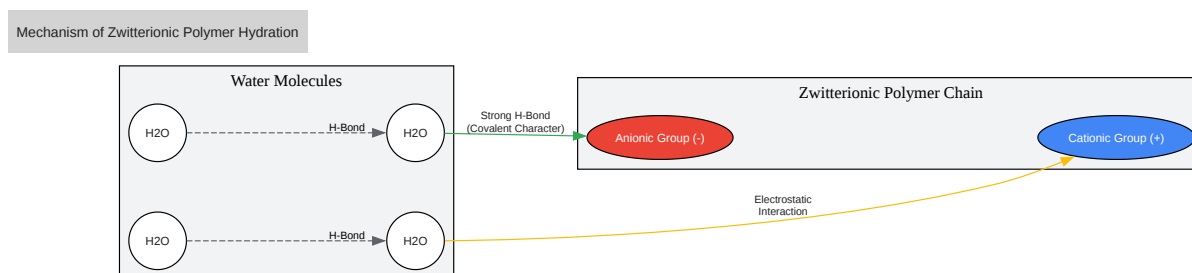 Mechanism of Zwitterionic Polymer Hydration
Water Molecules
Zwitterionic Polymer Chain
H2O
H-Bond
H2O
Strong H-Bond
(Covalent Character)
Anionic Group (-)
Cationic Group (+)
Electrostatic
Interaction
H2O
H-Bond
H2O